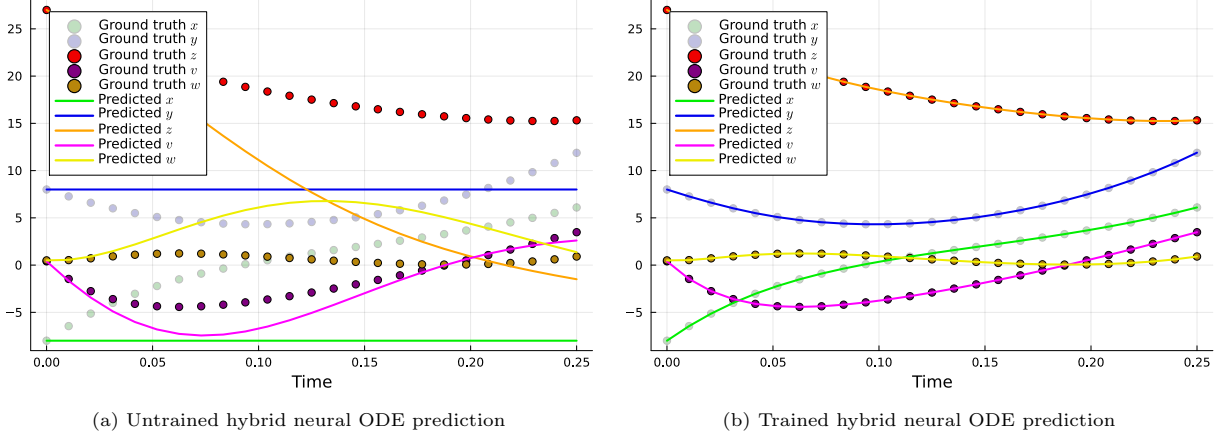 25
20
15
10
5
0
−5
0.00
0.05
0.10
0.15
0.20
0.25
Time
Ground truth x
Ground truth y
Ground truth z
Ground truth v
Ground truth w
Predicted x
Predicted y
Predicted z
Predicted v
Predicted w
(a) Untrained hybrid neural ODE prediction
25
20
15
10
5
0
−5
0.00
0.05
0.10
0.15
0.20
0.25
Time
Ground truth x
Ground truth y
Ground truth z
Ground truth v
Ground truth w
Predicted x
Predicted y
Predicted z
Predicted v
Predicted w
(b) Trained hybrid neural ODE prediction